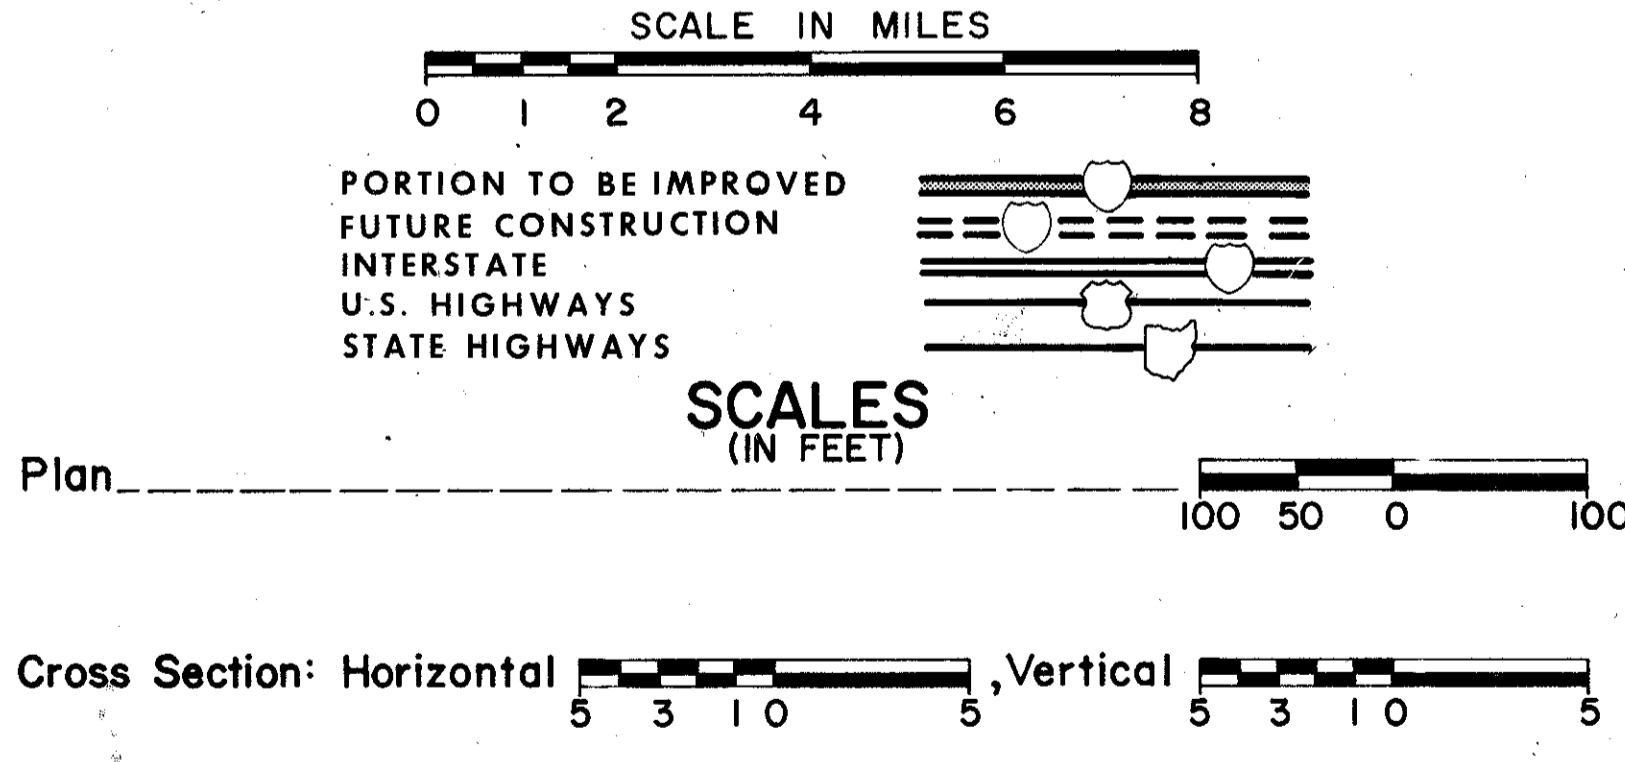 SCALE IN MILES
0 1 2 4 6 8
PORTION TO BE IMPROVED
FUTURE CONSTRUCTION
INTERSTATE
U.S. HIGHWAYS
STATE HIGHWAYS
SCALES
(IN FEET)
Plan
100 50 0 100
Cross Section: Horizontal , Vertical
5 3 1 0 5 5 3 1 0 5